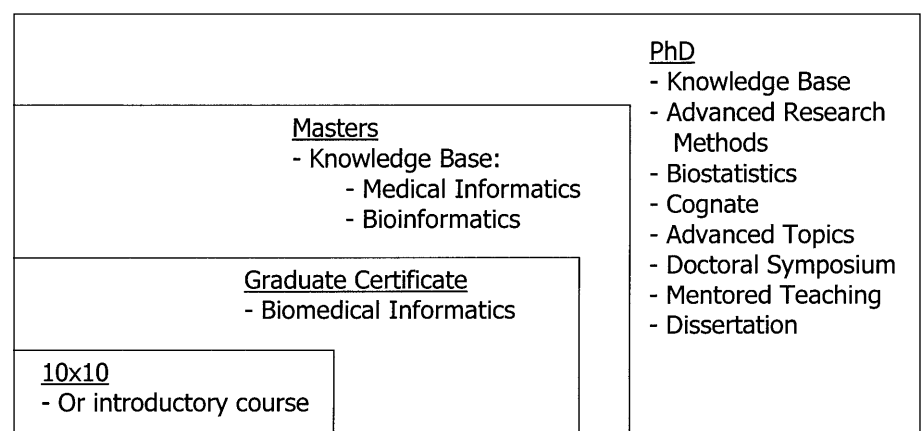 PhD
- Knowledge Base
- Advanced Research
Methods
- Biostatistics
- Cognate
- Advanced Topics
- Doctoral Symposium
- Mentored Teaching
- Dissertation
Masters
- Knowledge Base:
- Medical Informatics
- Bioinformatics
Graduate Certificate
- Biomedical Informatics
10x10
- Or introductory course